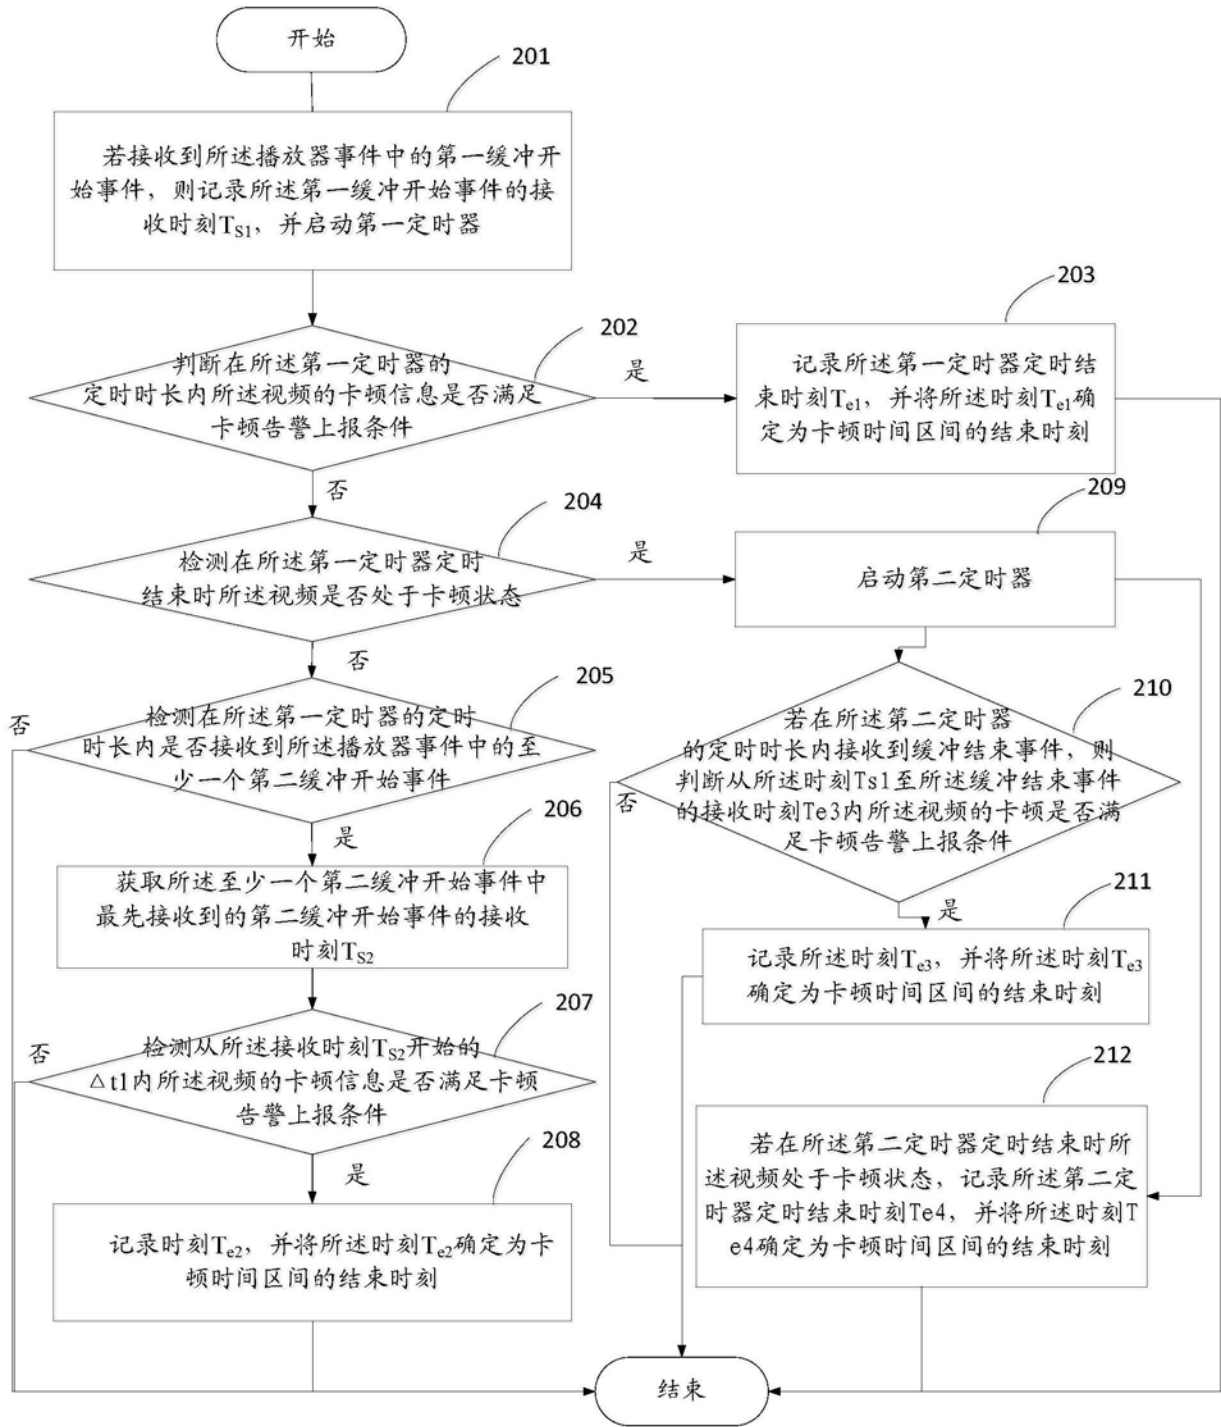 开始
201
若接收到所述播放器事件中的第一缓冲开
始事件，则记录所述第一缓冲开始事件的接
收时刻TS1，并启动第一定时器
202
判断在所述第一定时器的
定时时长内所述视频的卡顿信息是否满足
卡顿告警上报条件
是
203
记录所述第一定时器定时结
束时刻Te1，并将所述时刻Te1确
定为卡顿时间区间的结束时刻
否
204
检测在所述第一定时器定时
结束时所述视频是否处于卡顿状态
是
209
启动第二定时器
否
205
检测在所述第一定时器的定时
时长内是否接收到所述播放器事件中的至
少一个第二缓冲开始事件
否
是
206
获取所述至少一个第二缓冲开始事件中
最先接收到的第二缓冲开始事件的接收
时刻TS2
207
检测从所述接收时刻TS2开始的
△t1内所述视频的卡顿信息是否满足卡顿
告警上报条件
否
是
208
记录时刻Te2，并将所述时刻Te2确定为卡
顿时间区间的结束时刻
210
若在所述第二定时器
的定时时长内接收到缓冲结束事件，则
判断从所述时刻Ts1至所述缓冲结束事件
的接收时刻Te3内所述视频的卡顿是否满
足卡顿告警上报条件
否
是
211
记录所述时刻Te3，并将所述时刻Te3
确定为卡顿时间区间的结束时刻
212
若在所述第二定时器定时结束时所
述视频处于卡顿状态，记录所述第二定
时器定时结束时刻Te4，并将所述时刻T
e4确定为卡顿时间区间的结束时刻
结束